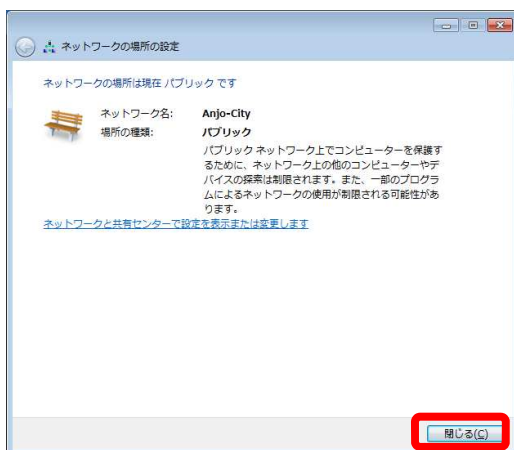 ネットワークの場所の設定
ネットワークの場所は現在 パブリック です
ネットワーク名: Anjo-City
場所の種類: パブリック
パブリック ネットワーク上でコンピューターを保護す
るために、ネットワーク上の他のコンピューターやデ
バイスの探索は制限されます。また、一部のプログラ
ムによるネットワークの使用が制限される可能性があ
ります。
ネットワークと共有センターで設定を表示または変更します
閉じる(C)